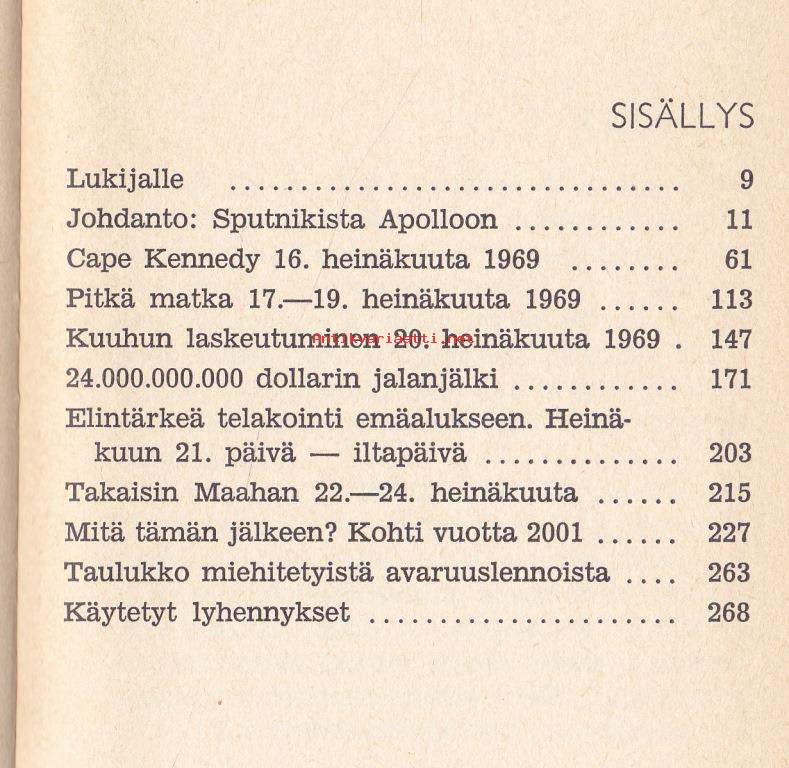 SISÄLLYS
Lukijalle ................................ 9
Johdanto: Sputnikista Apolloon ............ 11
Cape Kennedy 16. heinäkuuta 1969 ........ 61
Pitkä matka 17.—19. heinäkuuta 1969 ...... 113
Kuuhun laskeutuminen 20. heinäkuuta 1969 . 147
Antikvariaatti.net
24.000.000.000 dollarin jalanjälki ............ 171
Elintärkeä telakointi emäalukseen. Heinä-
kuun 21. päivä — iltapäivä .............. 203
Takaisin Maahan 22.—24. heinäkuuta ...... 215
Mitä tämän jälkeen? Kohti vuotta 2001 ...... 227
Taulukko miehitetyistä avaruuslennoista .... 263
Käytetyt lyhennykset ...................... 268